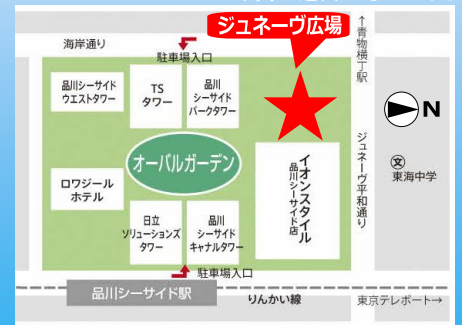 ジュネーヴ広場
海岸通り
駐車場入口
↑青物横丁駅
品川シーサイド
ウエストタワー
TS
タワー
品川
シーサイド
パークタワー
N
オーバルガーデン
イオンスタイル
品川シーサイド店
ジュネーヴ平和通り
文
東海中学
ロワジール
ホテル
日立
ソリューションズ
タワー
品川
シーサイド
キャナルタワー
駐車場入口
品川シーサイド駅
りんかい線
東京テレポート→